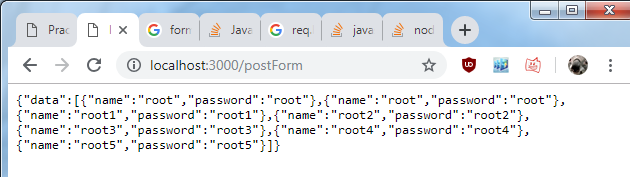 Prac
forn
Java
req.
java
nod
localhost:3000/postForm
{"data":[{"name":"root","password":"root"},{"name":"root","password":"root"},
{"name":"root1","password":"root1"},{"name":"root2","password":"root2"},
{"name":"root3","password":"root3"},{"name":"root4","password":"root4"},
{"name":"root5","password":"root5"}]}